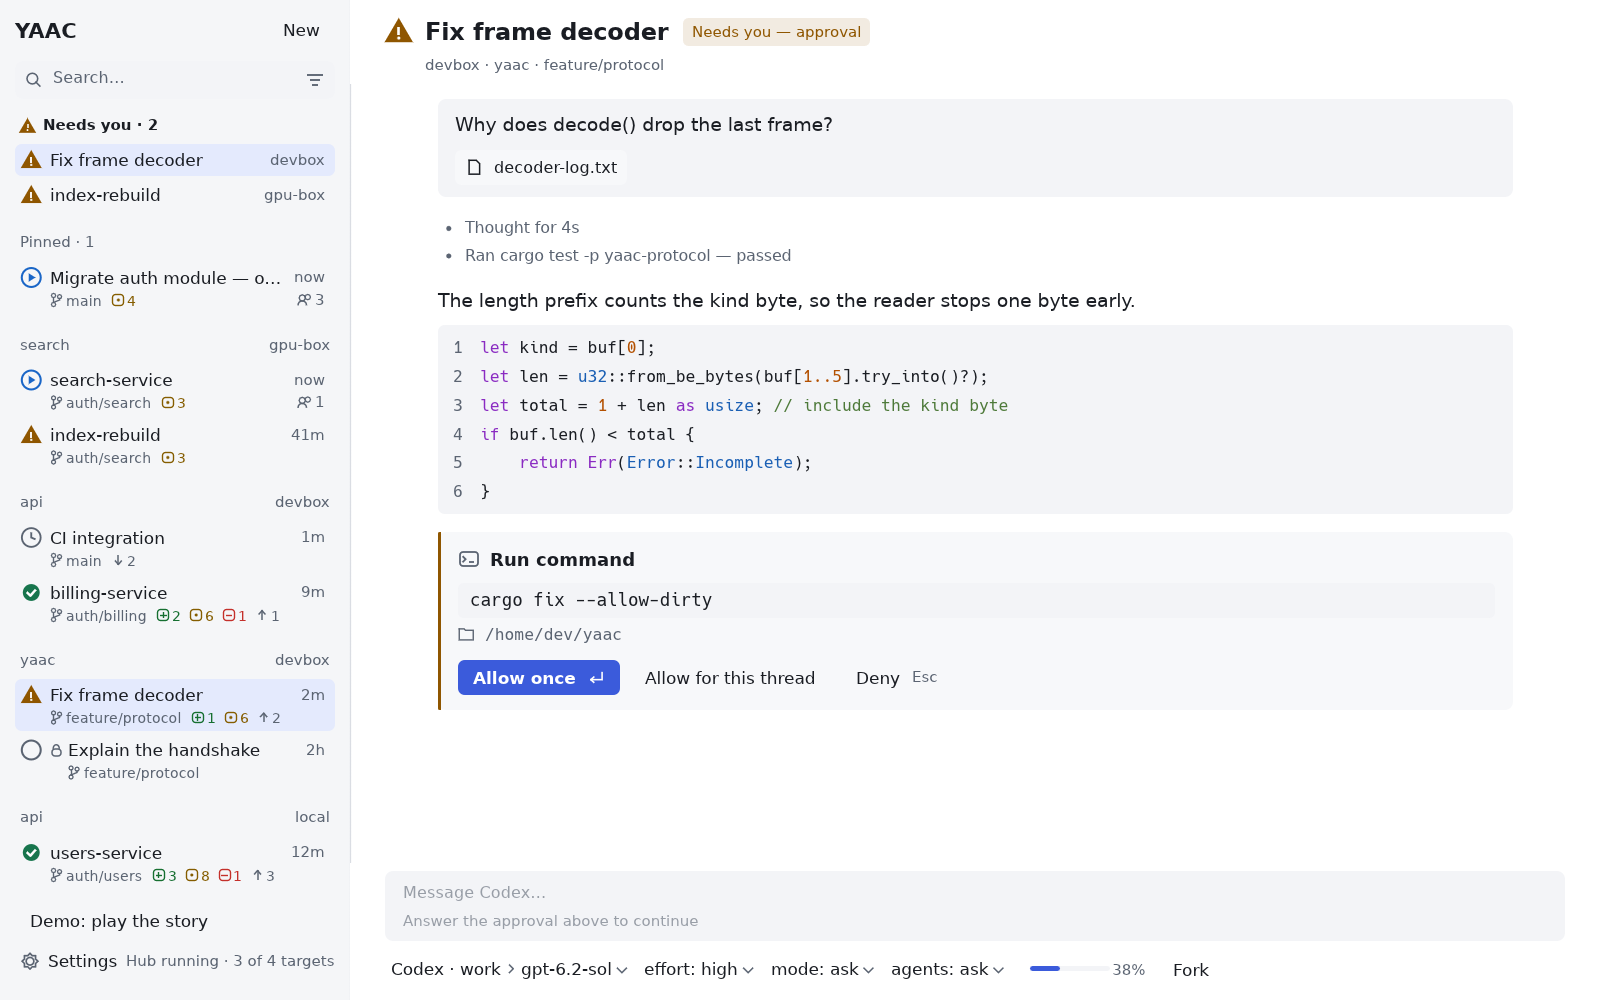 YAAC
New
Search...
Needs you · 2
Fix frame decoder devbox
index-rebuild gpu-box
Pinned · 1
Migrate auth module — o... now
main 4 3
search gpu-box
search-service now
auth/search 3 1
index-rebuild 41m
auth/search 3
api devbox
CI integration 1m
main 2
billing-service 9m
auth/billing 2 6 1 1
yaac devbox
Fix frame decoder 2m
feature/protocol 1 6 2
Explain the handshake 2h
feature/protocol
api local
users-service 12m
auth/users 3 8 1 3
Demo: play the story
Settings Hub running · 3 of 4 targets
Fix frame decoder Needs you — approval
devbox · yaac · feature/protocol
Why does decode() drop the last frame?
decoder-log.txt
• Thought for 4s
• Ran cargo test -p yaac-protocol — passed
The length prefix counts the kind byte, so the reader stops one byte early.
1 let kind = buf[0];
2 let len = u32::from_be_bytes(buf[1..5].try_into()?);
3 let total = 1 + len as usize; // include the kind byte
4 if buf.len() < total {
5     return Err(Error::Incomplete);
6 }
Run command
cargo fix --allow-dirty
/home/dev/yaac
Allow once Allow for this thread Deny Esc
Message Codex...
Answer the approval above to continue
Codex · work > gpt-6.2-sol effort: high mode: ask agents: ask 38% Fork